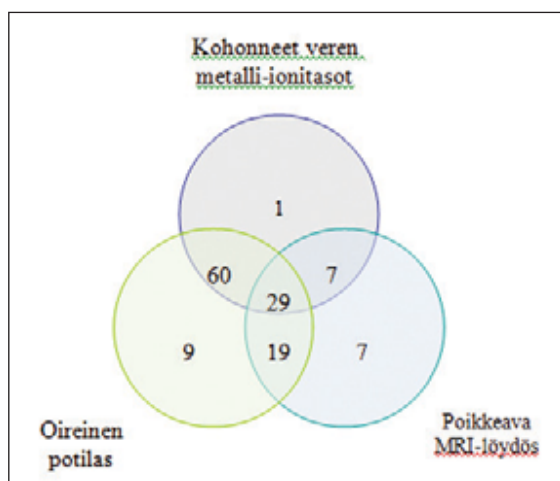 Kohonneet veren
metalli-ionitasot
1
60
7
29
9
19
7
Oireinen
potilas
Poikkeava
MRI-löydös